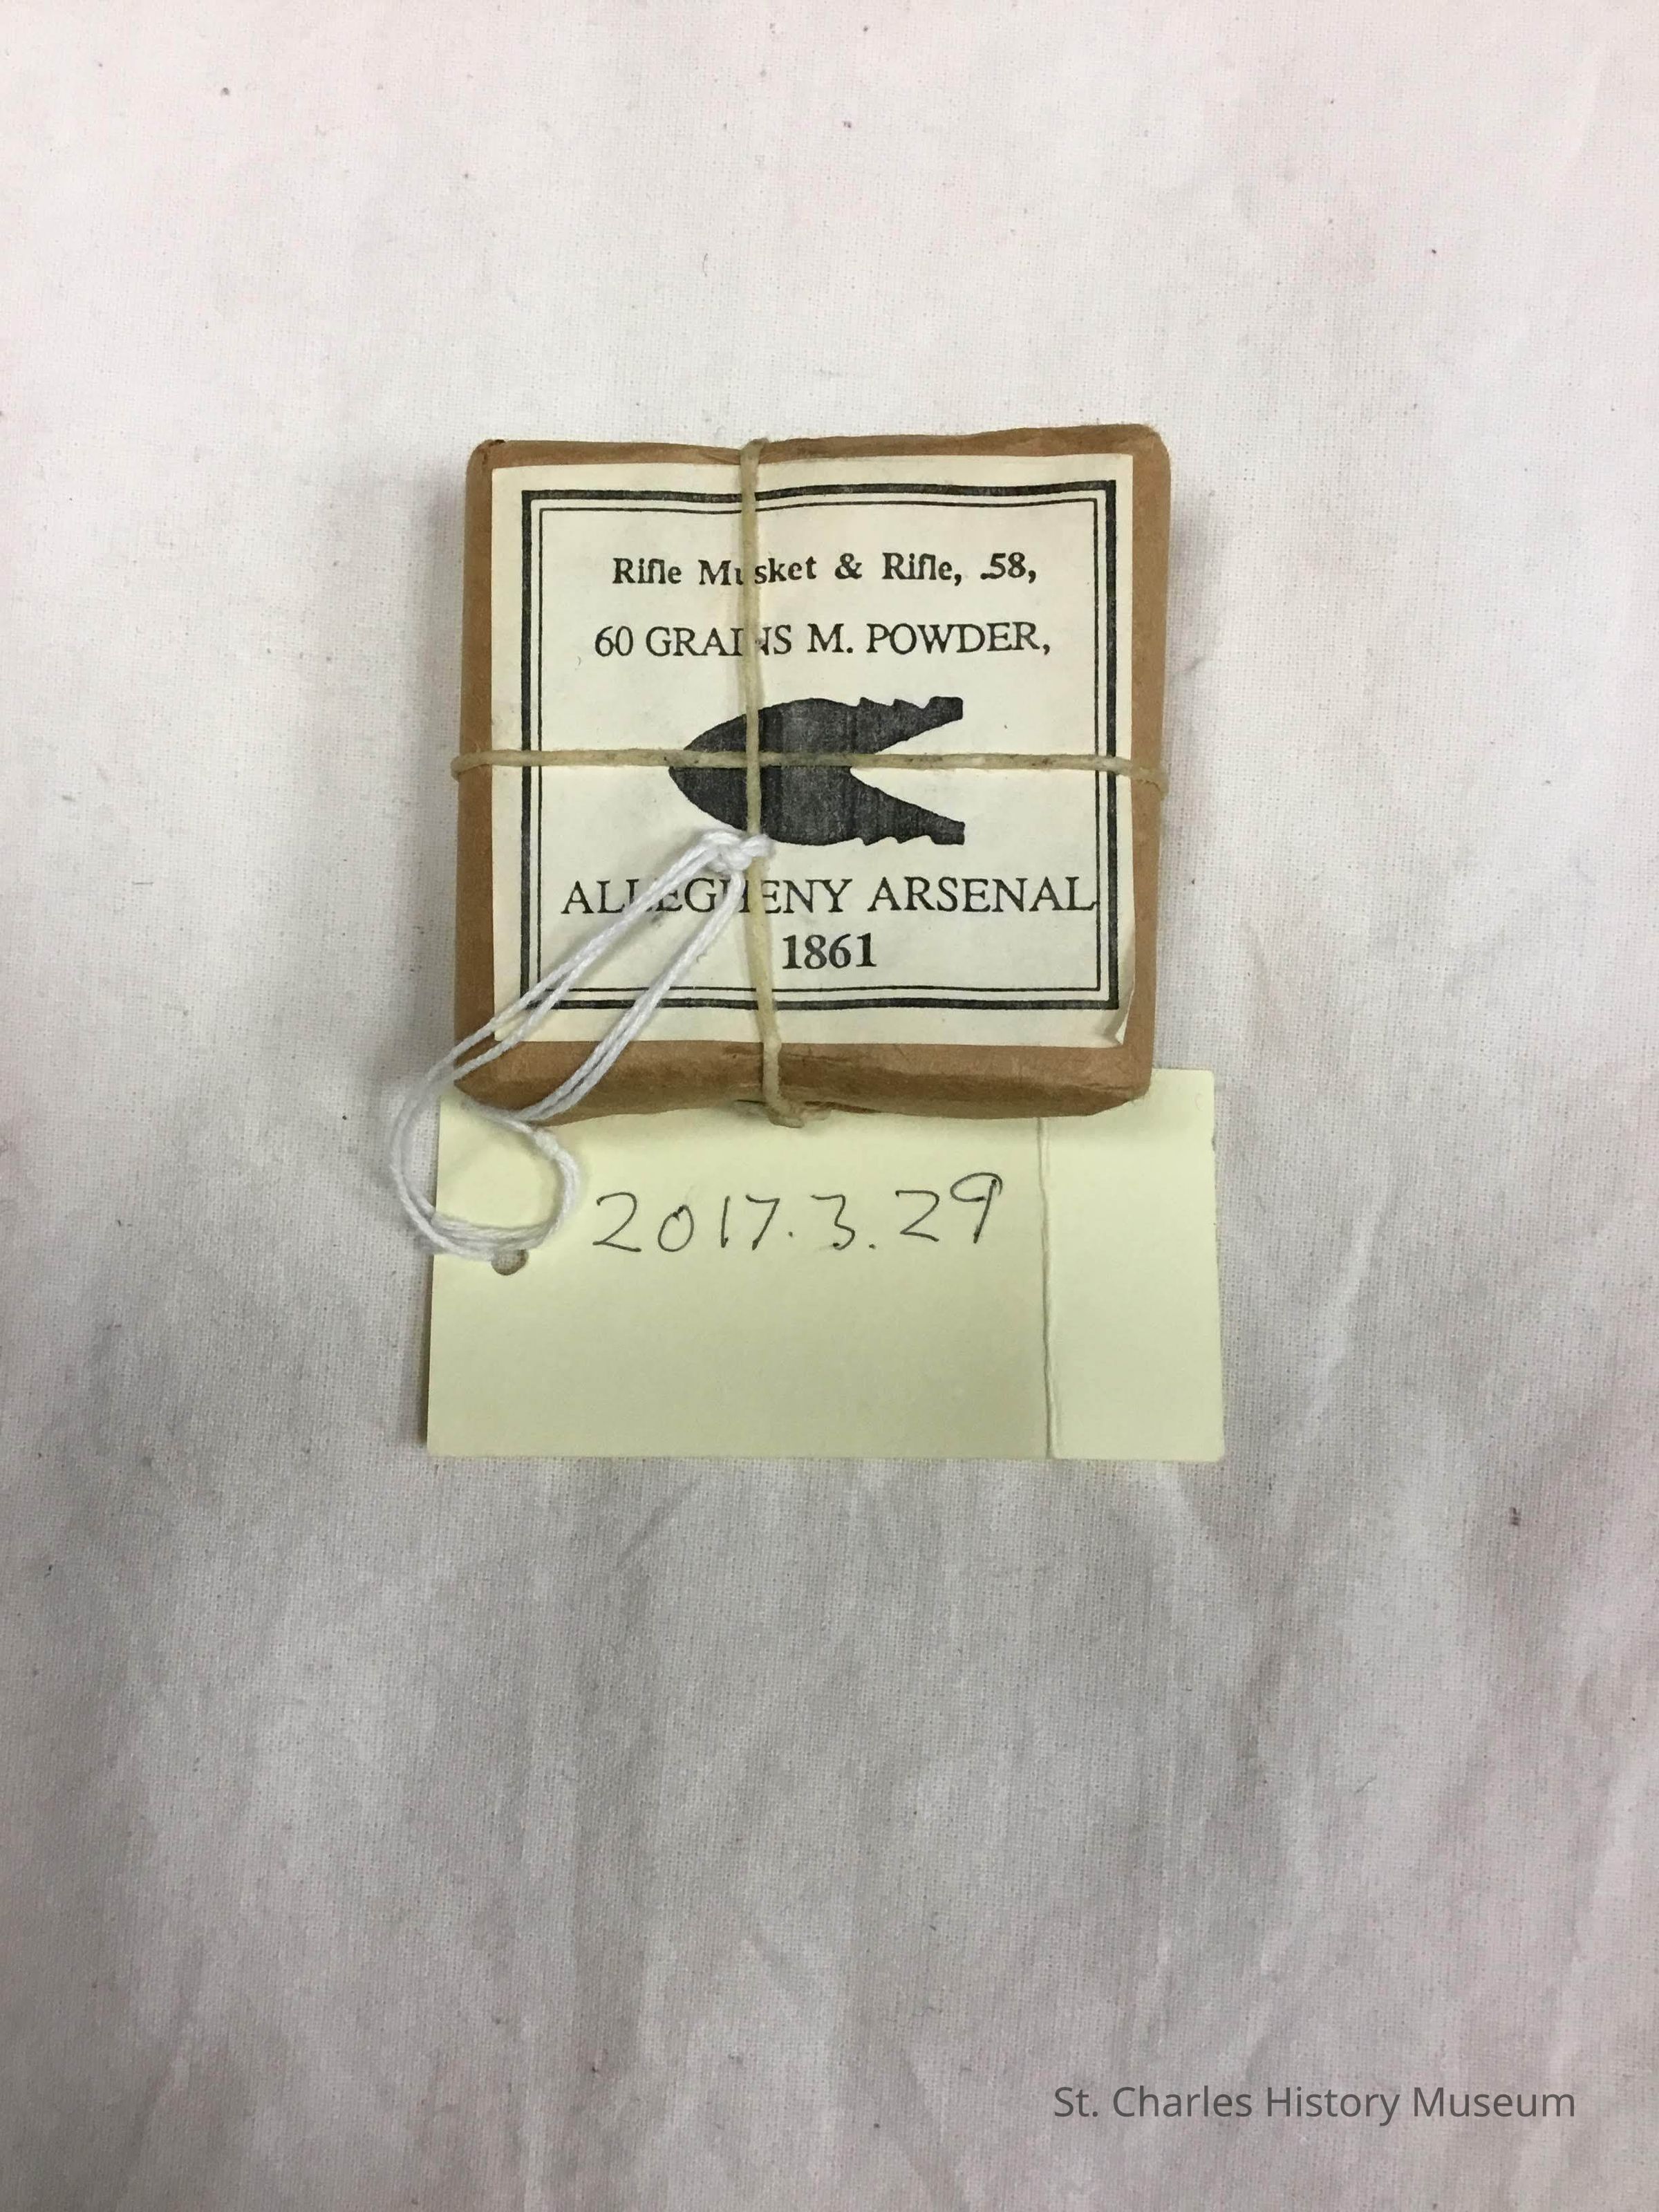 Rifle Musket & Rifle, .58,
60 GRAINS M. POWDER,
ALLEGHENY ARSENAL
1861
2017.3.29
St. Charles History Museum